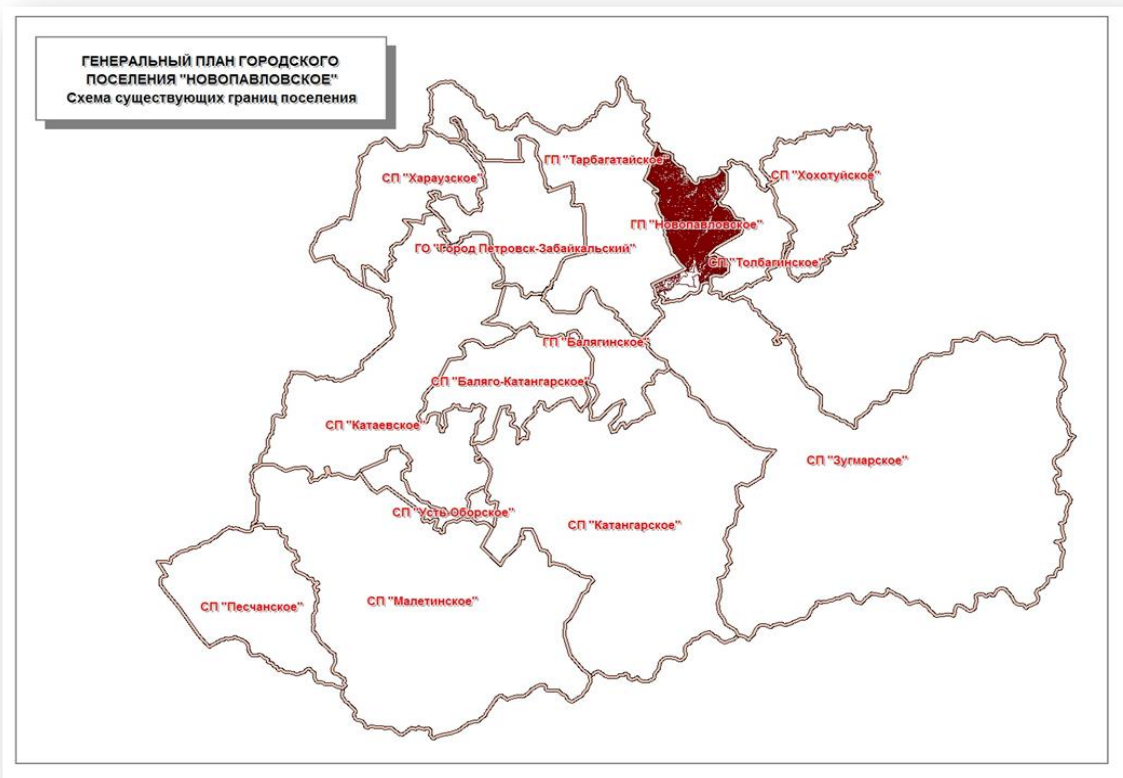 ГЕНЕРАЛЬНЫЙ ПЛАН ГОРОДСКОГО
ПОСЕЛЕНИЯ "НОВОПАВЛОВСКОЕ"
Схема существующих границ поселения
ГП "Тарбагатайское"
СП "Хараузское"
СП "Хохотуйское"
ГП "Новопавловское"
ГО "Город Петровск-Забайкальский"
СП "Толбагинское"
ГП "Балягинское"
СП "Баляго-Катангарское"
СП "Катаевское"
СП "Зугмарское"
СП "Усть-Оборское"
СП "Катангарское"
СП "Песчанское"
СП "Малетинское"